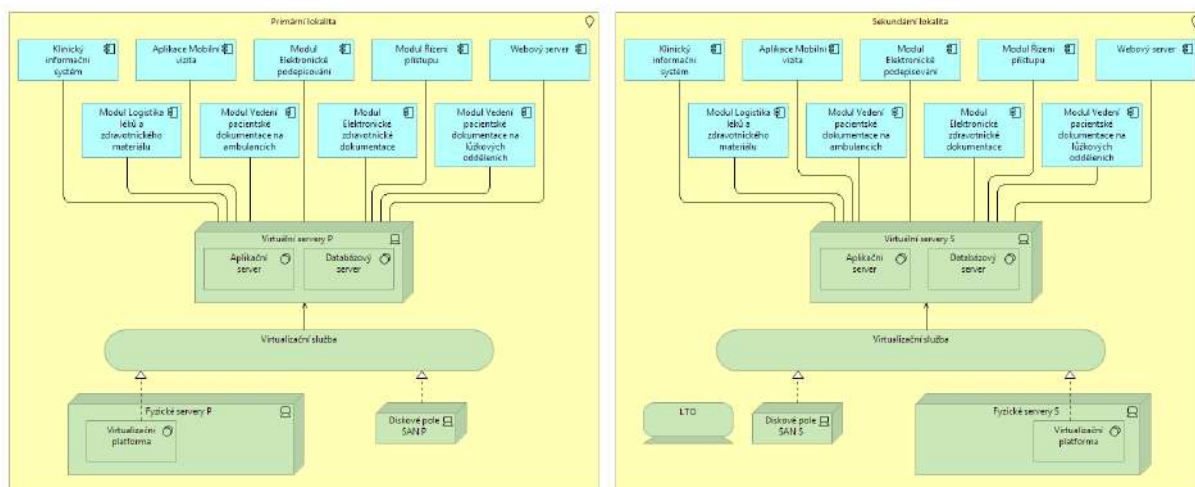 Primární lokalita
Klinický
informační
systém
Aplikace Mobilní
vizita
Modul
Elektronické
podepisování
Modul Řízení
přístupu
Webový server
Modul Logistika
léků a
zdravotnického
materiálu
Modul Vedení
pacientské
dokumentace na
ambulancích
Modul
Elektronické
zdravotnické
dokumentace
Modul Vedení
pacientské
dokumentace na
lůžkových
odděleních
Virtuální servery P
Aplikační
server
Databázový
server
Virtualizační služba
Fyzické servery P
Virtualizační
platforma
Diskové pole
SAN P
Sekundární lokalita
Klinický
informační
systém
Aplikace Mobilní
vizita
Modul
Elektronické
podepisování
Modul Řízení
přístupu
Webový server
Modul Logistika
léků a
zdravotnického
materiálu
Modul Vedení
pacientské
dokumentace na
ambulancích
Modul
Elektronické
zdravotnické
dokumentace
Modul Vedení
pacientské
dokumentace na
lůžkových
odděleních
Virtuální servery S
Aplikační
server
Databázový
server
Virtualizační služba
LTO
Diskové pole
SAN S
Fyzické servery S
Virtualizační
platforma